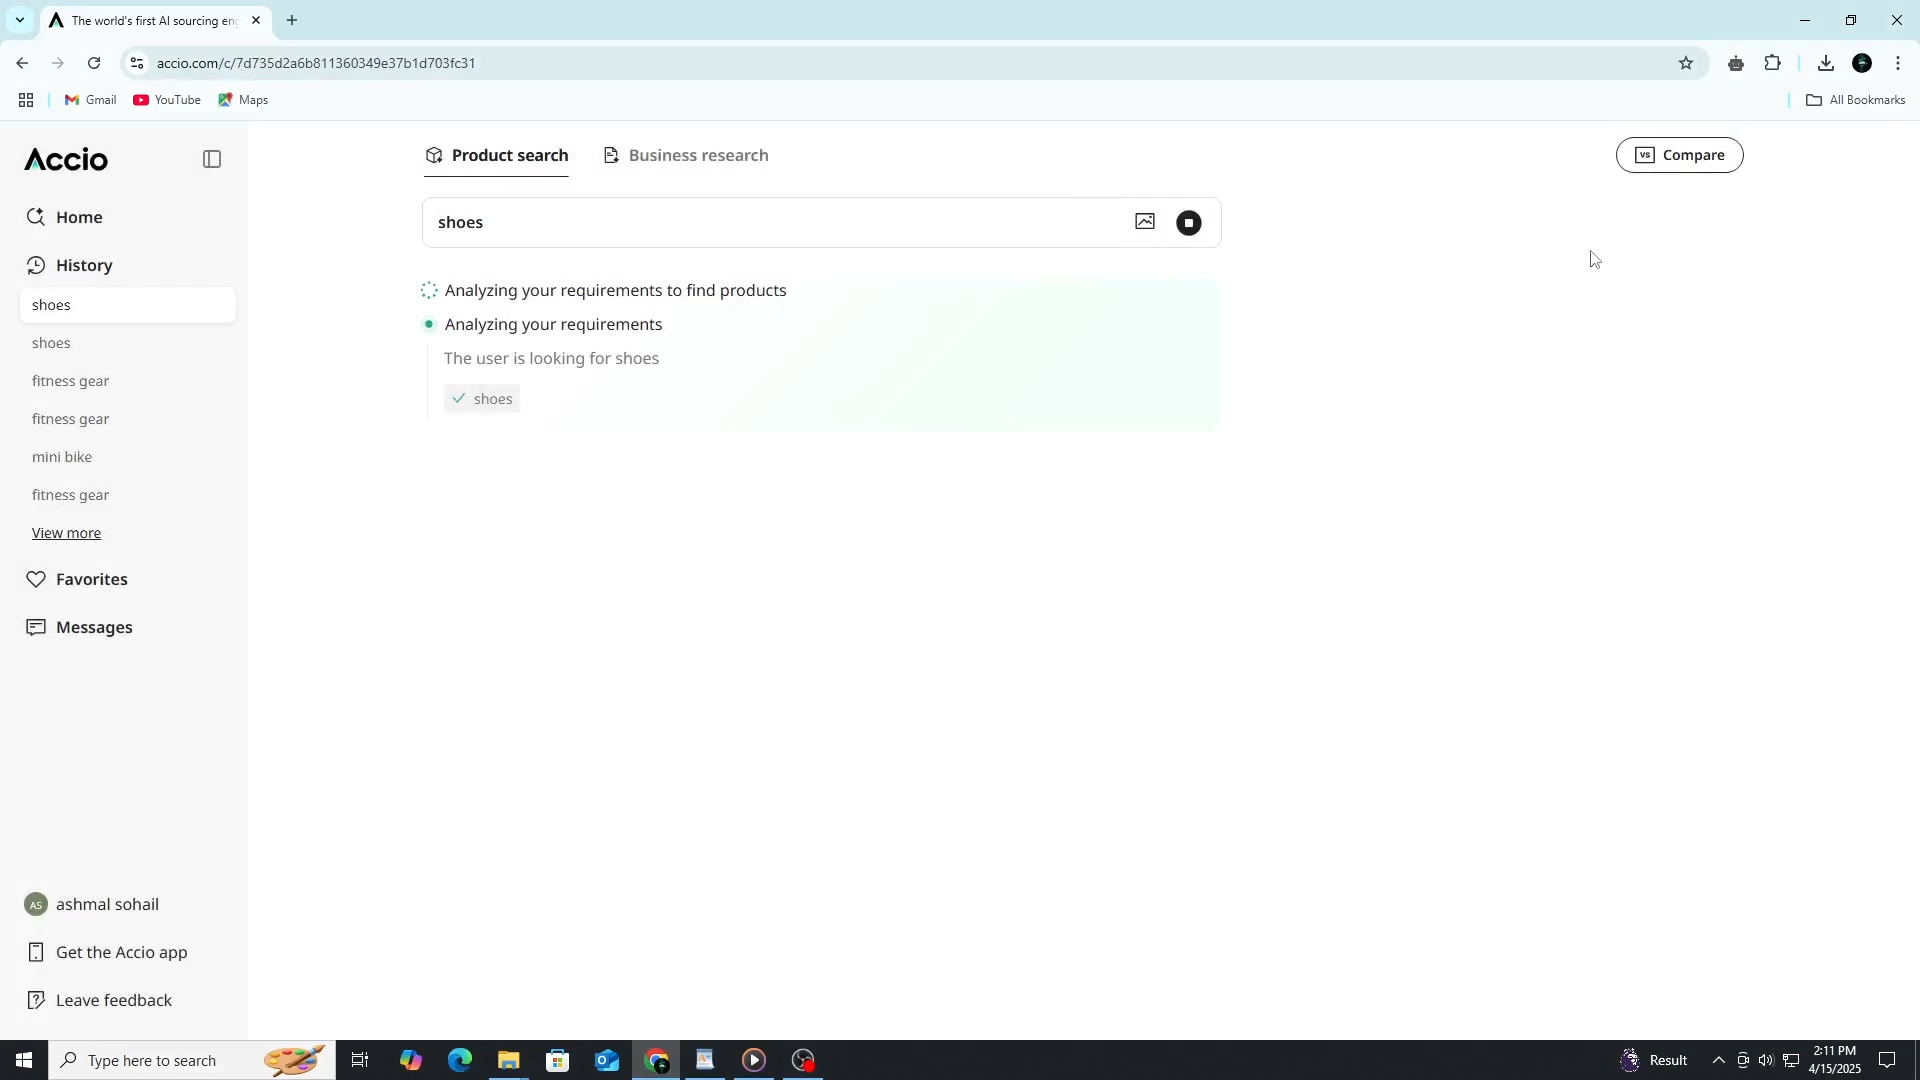 The world's first AI sourcing en
accio.com/c/7d735d2a6b811360349e37b1d703fc31
Gmail
YouTube
Maps
All Bookmarks
Accio
Home
History
shoes
shoes
fitness gear
fitness gear
mini bike
fitness gear
View more
Favorites
Messages
AS ashmal sohail
Get the Accio app
Leave feedback
Product search
Business research
VS Compare
shoes
Analyzing your requirements to find products
Analyzing your requirements
The user is looking for shoes
shoes
Type here to search
Result
2:11 PM
4/15/2025